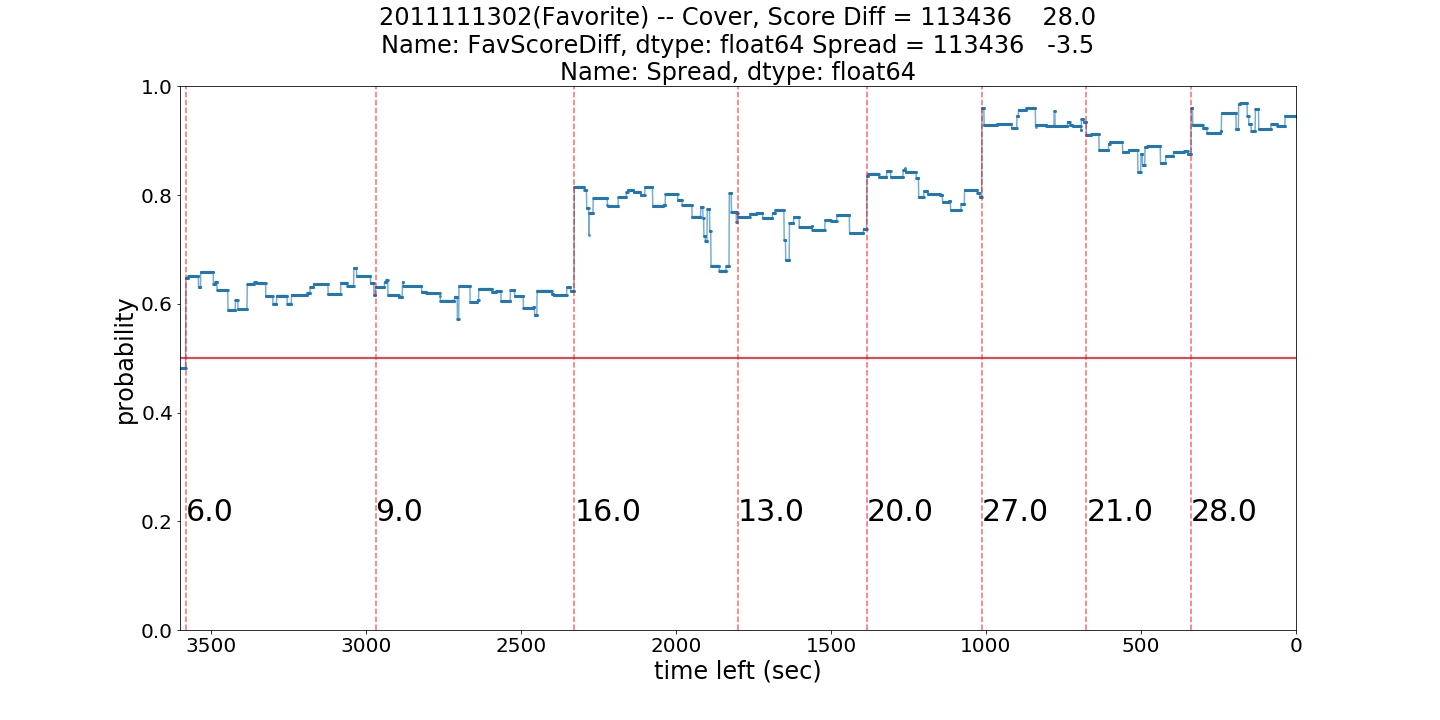 2011111302(Favorite) -- Cover, Score Diff = 113436    28.0
Name: FavScoreDiff, dtype: float64 Spread = 113436   -3.5
Name: Spread, dtype: float64
1.0
0.8
0.6
0.4
0.2
0.0
probability
6.0 9.0 16.0 13.0 20.0 27.0 21.0 28.0
3500 3000 2500 2000 1500 1000 500 0
time left (sec)